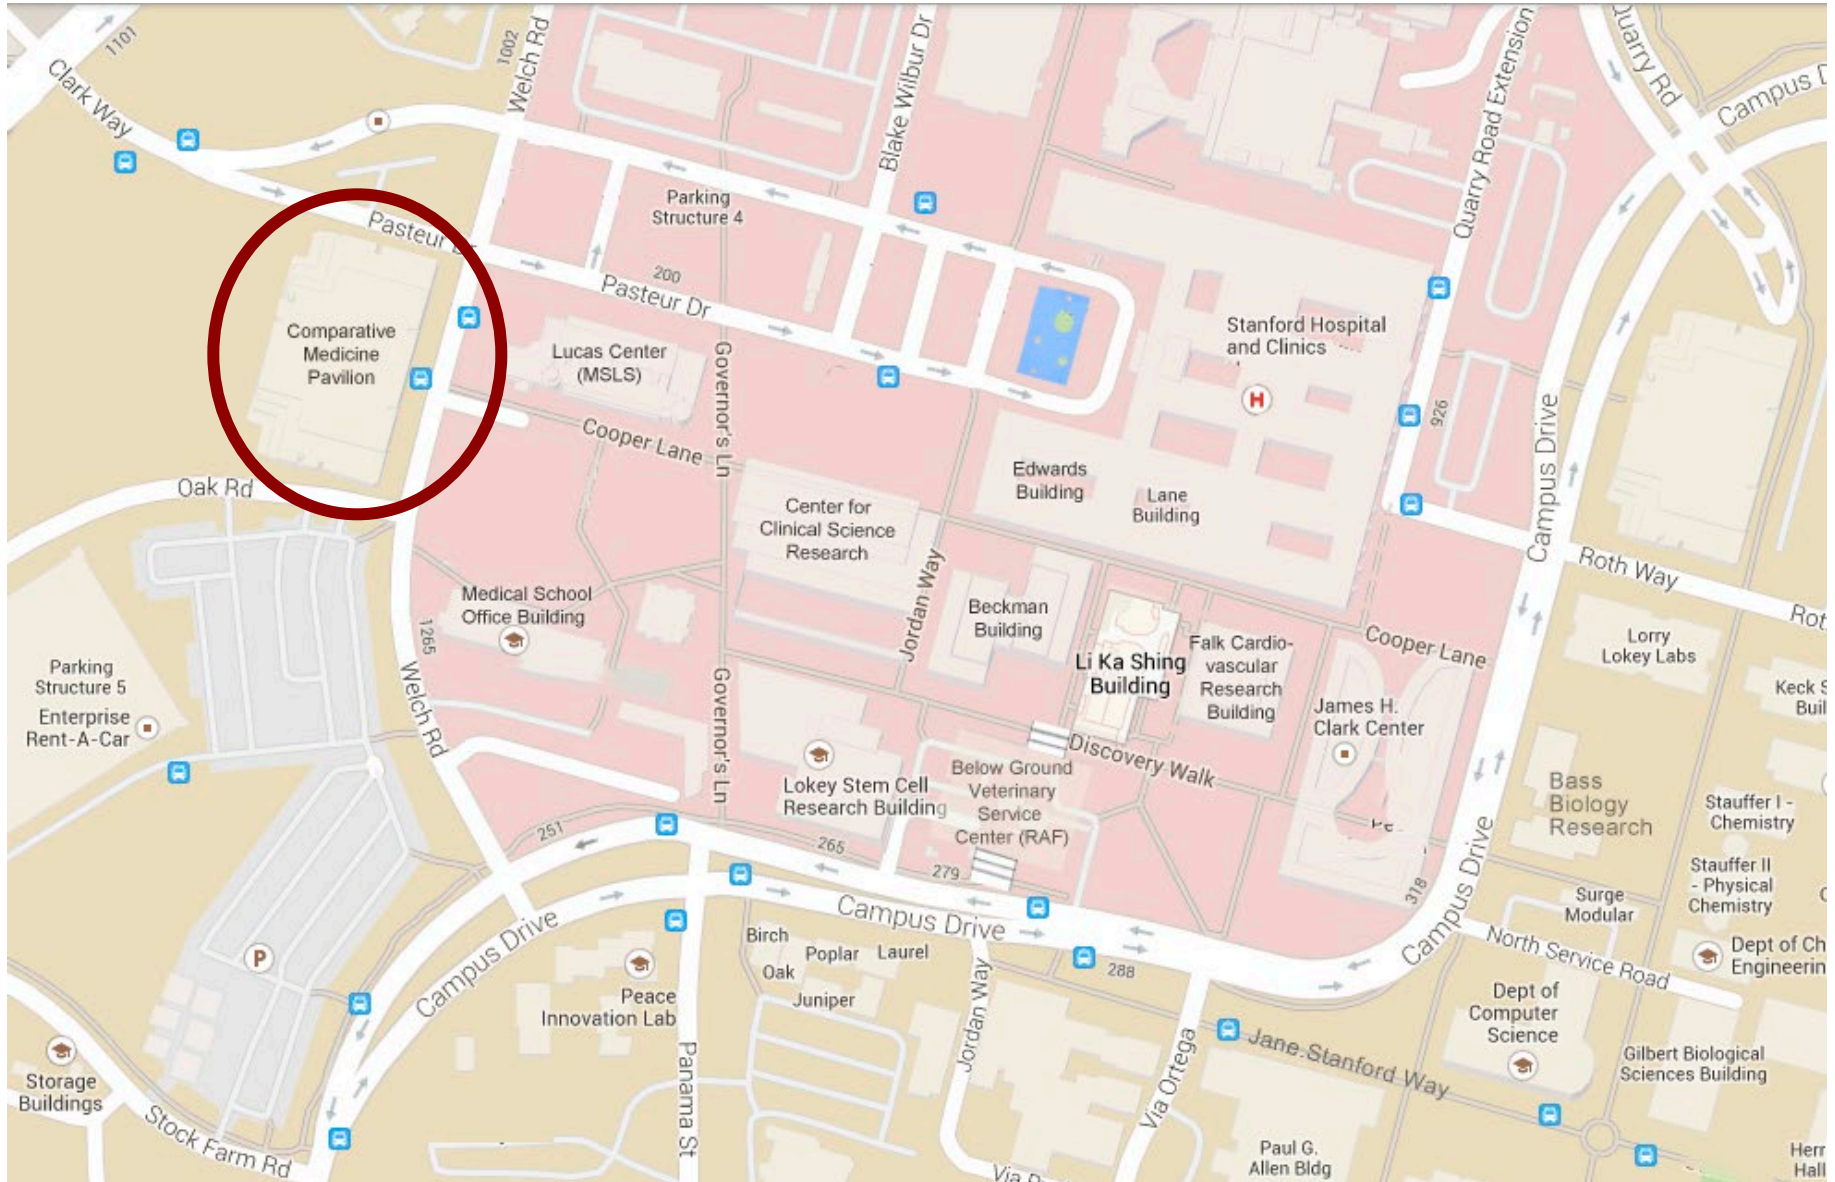 1101
Clark Way
1002
Welch Rd
Blake Wilbur Dr
Quarry Road Extension
Quarry Rd
Campus D
Parking
Structure 4
Pasteur Dr
200
Pasteur Dr
Comparative
Medicine
Pavilion
Lucas Center
(MSLS)
Governor's Ln
Stanford Hospital
and Clinics
H
926
Campus Drive
Cooper Lane
Oak Rd
Edwards
Building
Lane
Building
Center for
Clinical Science
Research
Jordan Way
Roth Way
Rot
Medical School
Office Building
1265
Beckman
Building
Li Ka Shing
Building
Falk Cardio-
vascular
Research
Building
Cooper Lane
Lorry
Lokey Labs
Parking
Structure 5
Enterprise
Rent-A-Car
Welch Rd
Governor's Ln
James H.
Clark Center
Keck S
Buil
Discovery Walk
Lokey Stem Cell
Research Building
Below Ground
Veterinary
Service
Center (RAF)
Bass
Biology
Research
Stauffer I -
Chemistry
Pe
251
265
279
318
Campus Drive
Stauffer II
- Physical
Chemistry
C
Surge
Modular
Campus Drive
Campus Drive
Birch
Poplar
Laurel
Oak
Juniper
288
North Service Road
Dept of Ch
Engineerin
P
Peace
Innovation Lab
Jordan Way
Dept of
Computer
Science
Via Ortega
Jane Stanford Way
Gilbert Biological
Sciences Building
Storage
Buildings
Stock Farm Rd
Panama St
Paul G.
Allen Bldg
Herr
Hall
Via